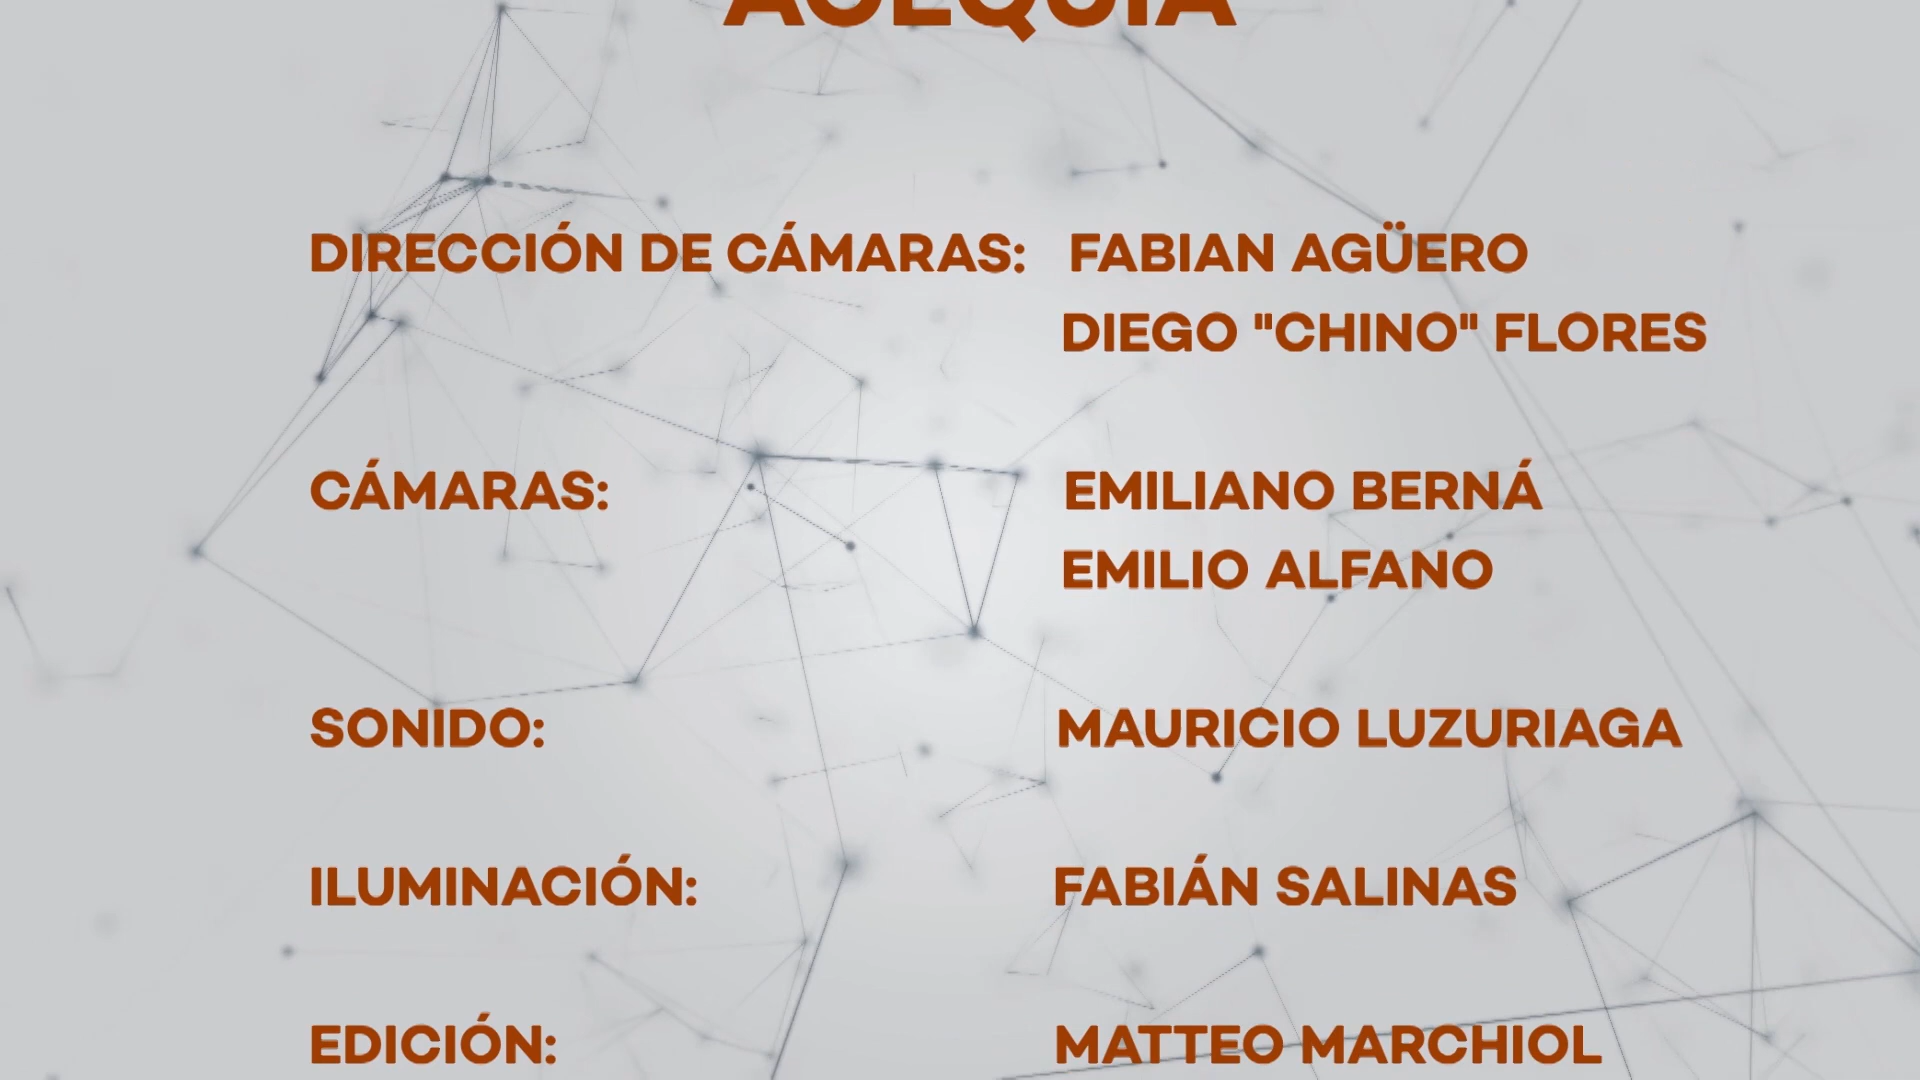 ACEQUIA
DIRECCIÓN DE CÁMARAS: FABIAN AGÜERO
DIEGO "CHINO" FLORES
CÁMARAS: EMILIANO BERNÁ
EMILIO ALFANO
SONIDO: MAURICIO LUZURIAGA
ILUMINACIÓN: FABIÁN SALINAS
EDICIÓN: MATTEO MARCHIOL